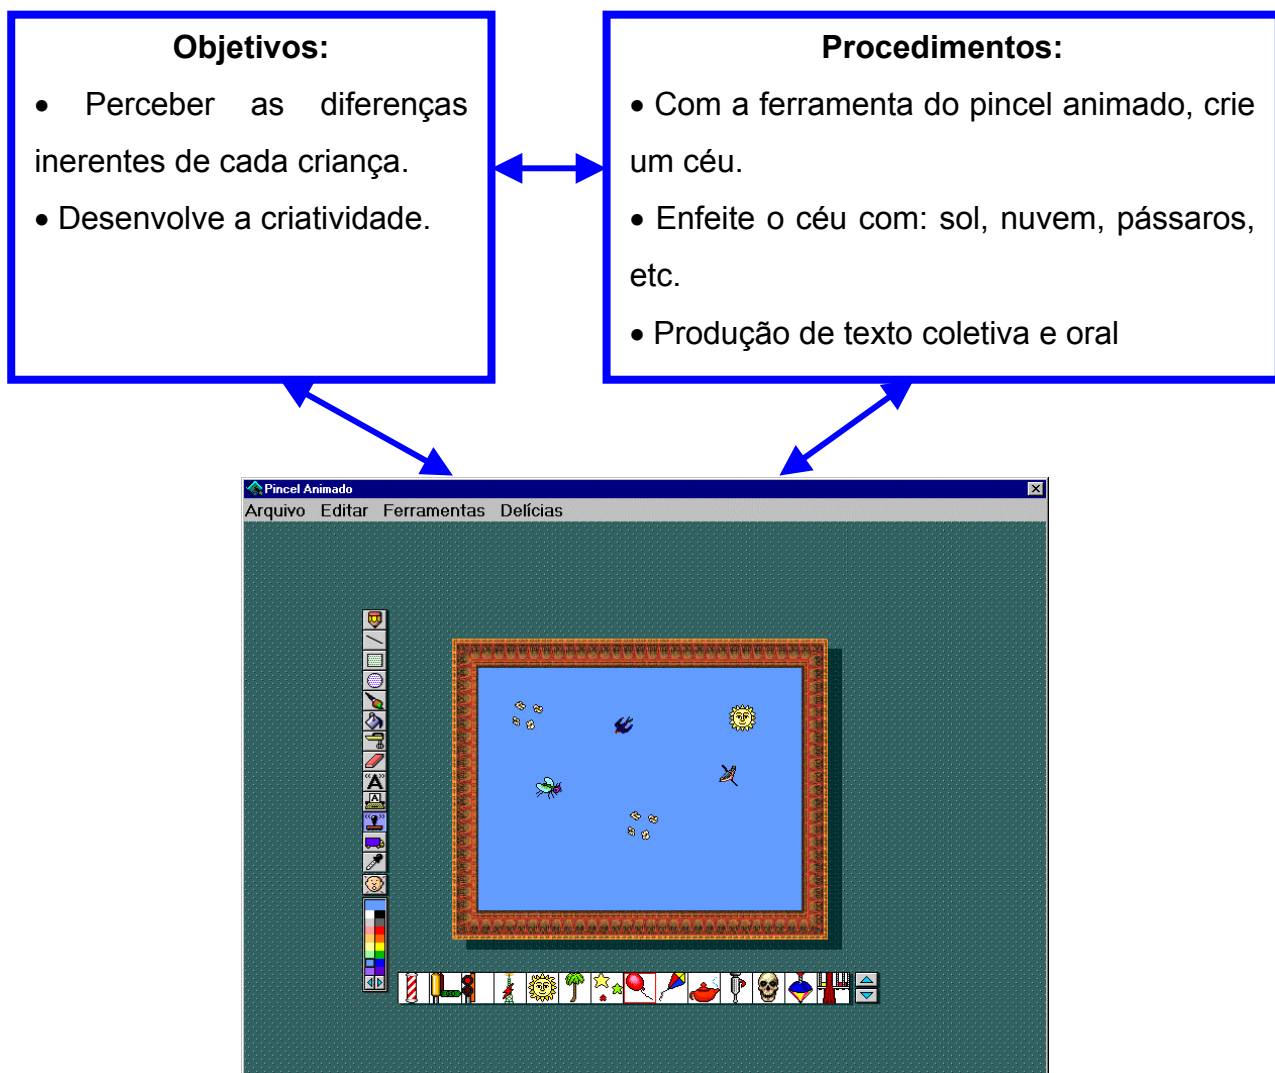 Objetivos:
• Perceber as diferenças
inerentes de cada criança.
• Desenvolve a criatividade.
Procedimentos:
• Com a ferramenta do pincel animado, crie
um céu.
• Enfeite o céu com: sol, nuvem, pássaros,
etc.
• Produção de texto coletiva e oral
Pincel Animado
Arquivo Editar Ferramentas Delícias
"A"
A